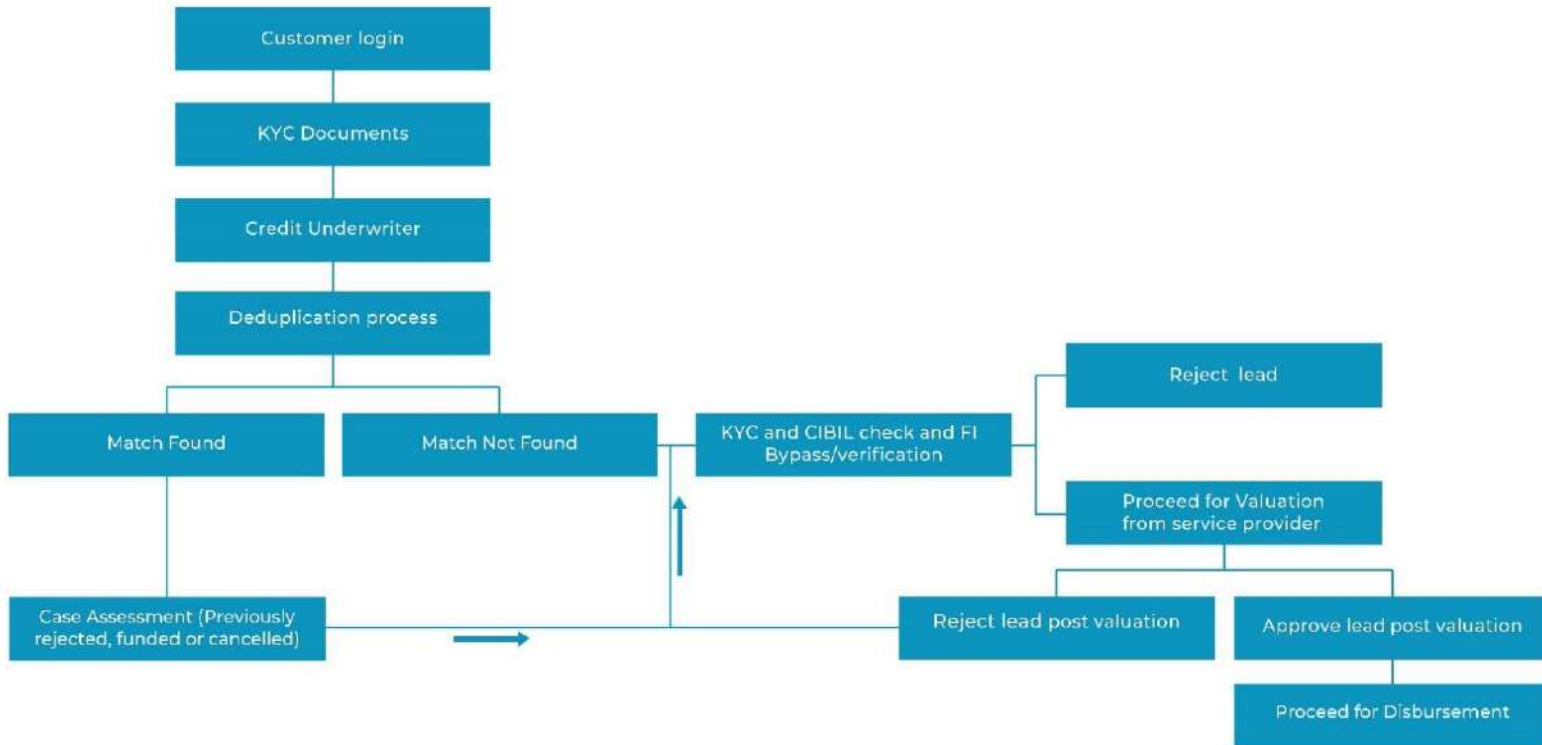 Customer login
KYC Documents
Credit Underwriter
Deduplication process
Match Found
Match Not Found
KYC and CIBIL check and FI
Bypass/verification
Reject lead
Proceed for Valuation
from service provider
Case Assessment (Previously
rejected, funded or cancelled)
Reject lead post valuation
Approve lead post valuation
Proceed for Disbursement